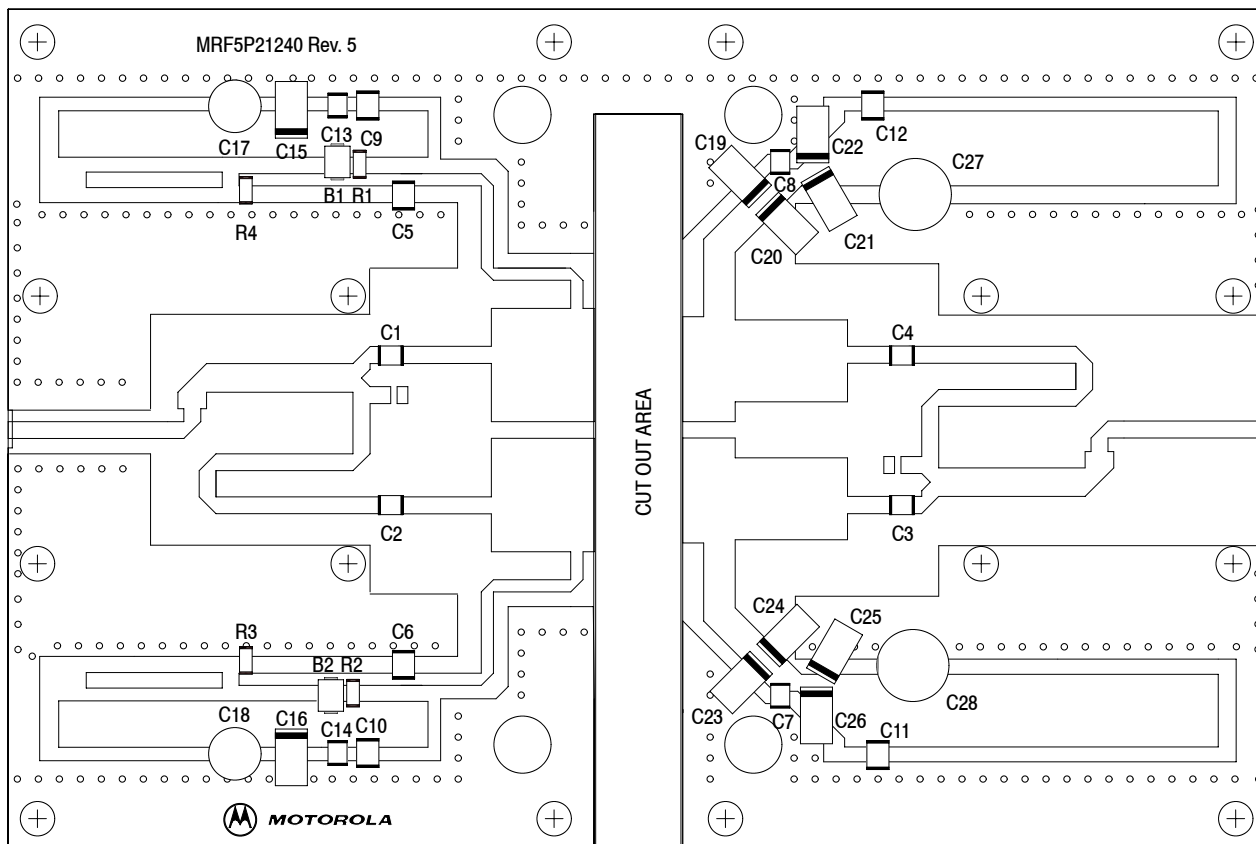 MRF5P21240 Rev. 5
C17
C15
C13
C9
B1
R1
R4
C5
C19
C8
C22
C12
C27
C20
C21
C1
C4
CUT OUT AREA
C2
C3
R3
C6
B2
R2
C18
C16
C14
C10
C24
C25
C23
C7
C26
C11
C28
MOTOROLA